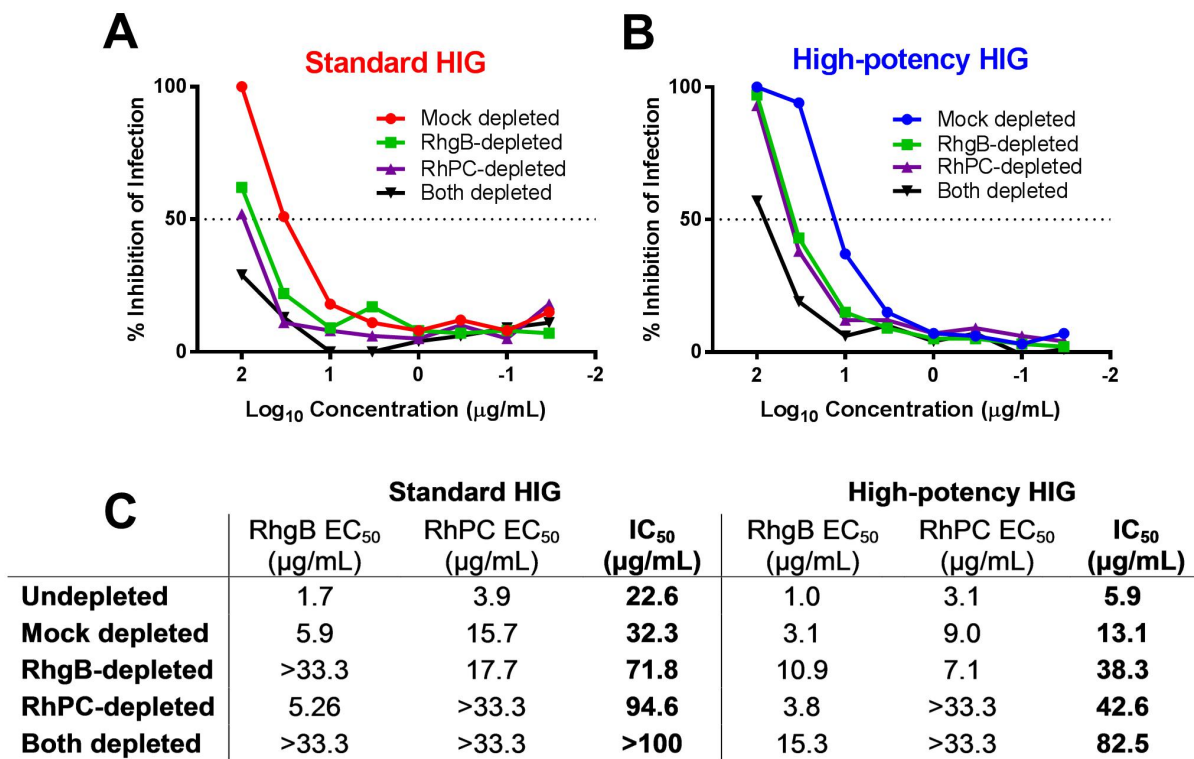 A
Standard HIG
100
50
0
% Inhibition of Infection
Mock depleted
RhgB-depleted
RhPC-depleted
Both depleted
2 1 0 -1 -2
Log10 Concentration (μg/mL)
B
High-potency HIG
100
50
0
% Inhibition of Infection
Mock depleted
RhgB-depleted
RhPC-depleted
Both depleted
2 1 0 -1 -2
Log10 Concentration (μg/mL)
C
Standard HIG High-potency HIG
RhgB EC50 RhPC EC50 IC50 RhgB EC50 RhPC EC50 IC50
(μg/mL) (μg/mL) (μg/mL) (μg/mL) (μg/mL) (μg/mL)
Undepleted 1.7 3.9 22.6 1.0 3.1 5.9
Mock depleted 5.9 15.7 32.3 3.1 9.0 13.1
RhgB-depleted >33.3 17.7 71.8 10.9 7.1 38.3
RhPC-depleted 5.26 >33.3 94.6 3.8 >33.3 42.6
Both depleted >33.3 >33.3 >100 15.3 >33.3 82.5